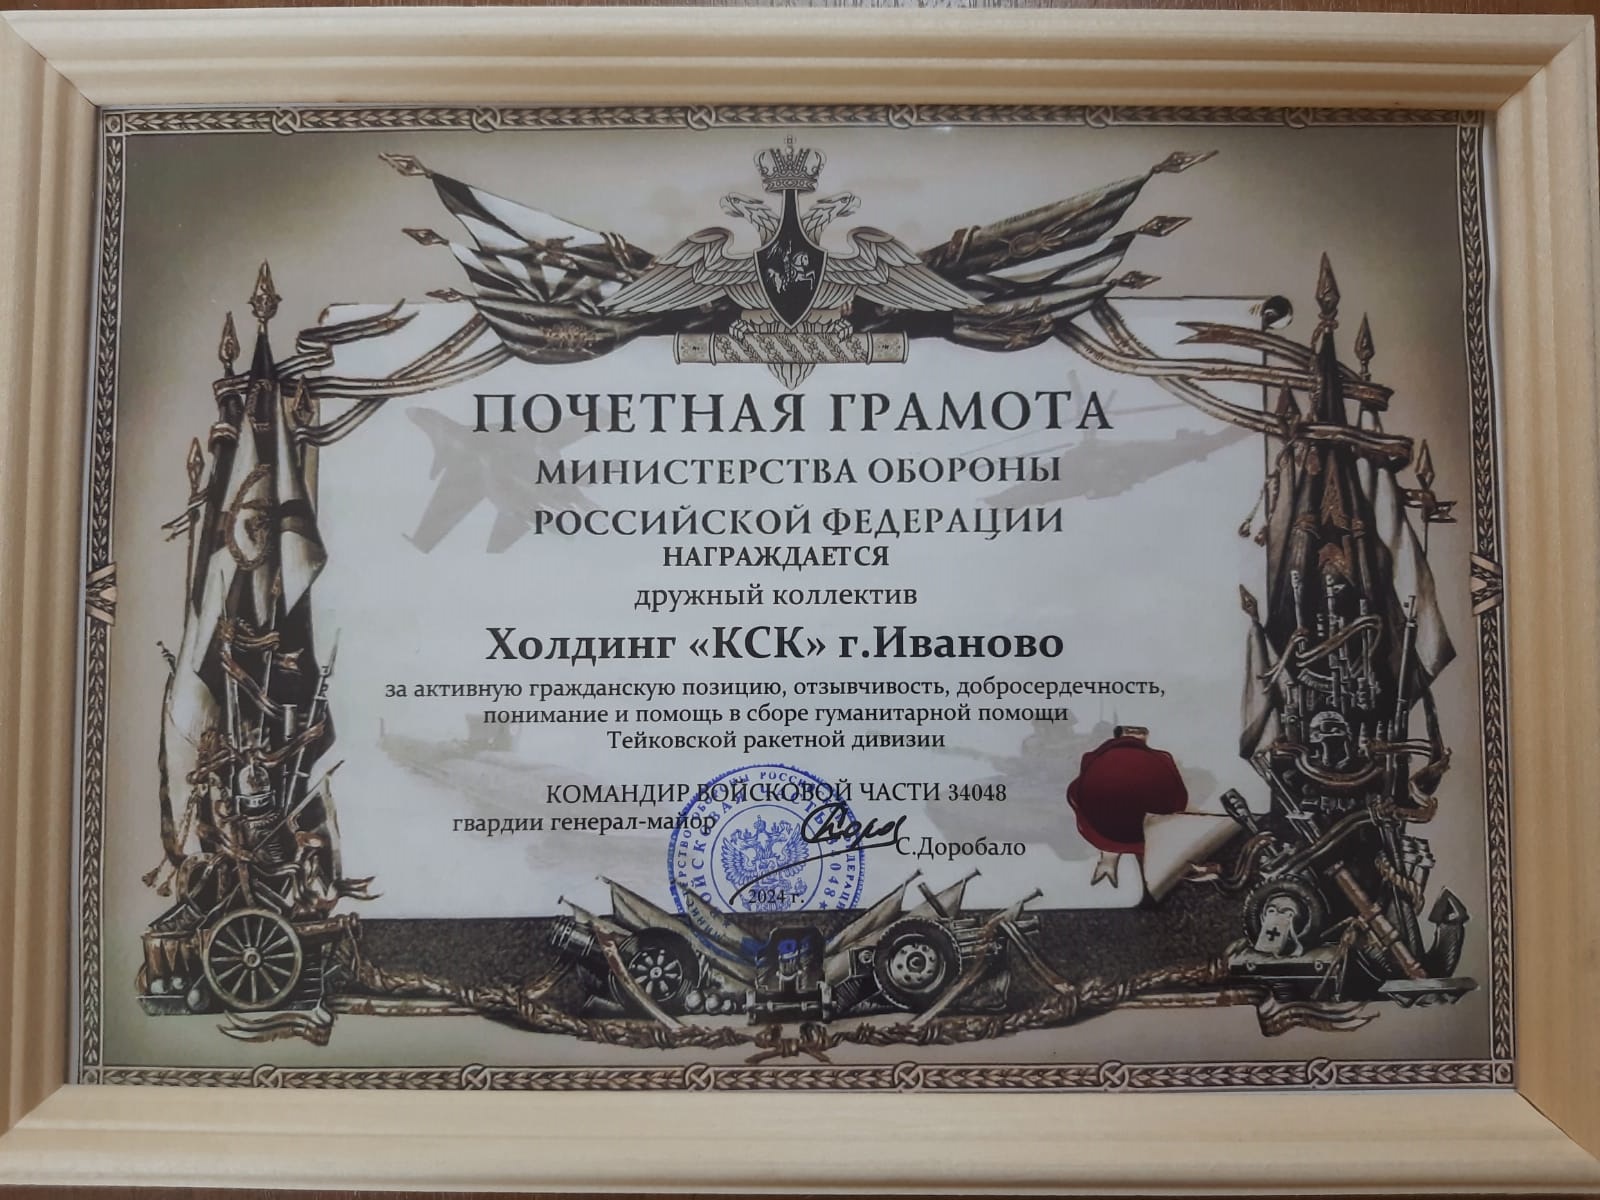 ПОЧЕТНАЯ ГРАМОТА
МИНИСТЕРСТВА ОБОРОНЫ
РОССИЙСКОЙ ФЕДЕРАЦИИ
НАГРАЖДАЕТСЯ
дружный коллектив
Холдинг «КСК» г.Иваново
за активную гражданскую позицию, отзывчивость, добросердечность,
понимание и помощь в сборе гуманитарной помощи
Тейковской ракетной дивизии
КОМАНДИР ВОЙСКОВОЙ ЧАСТИ 34048
гвардии генерал-майор
С.Доробало
2024 г.